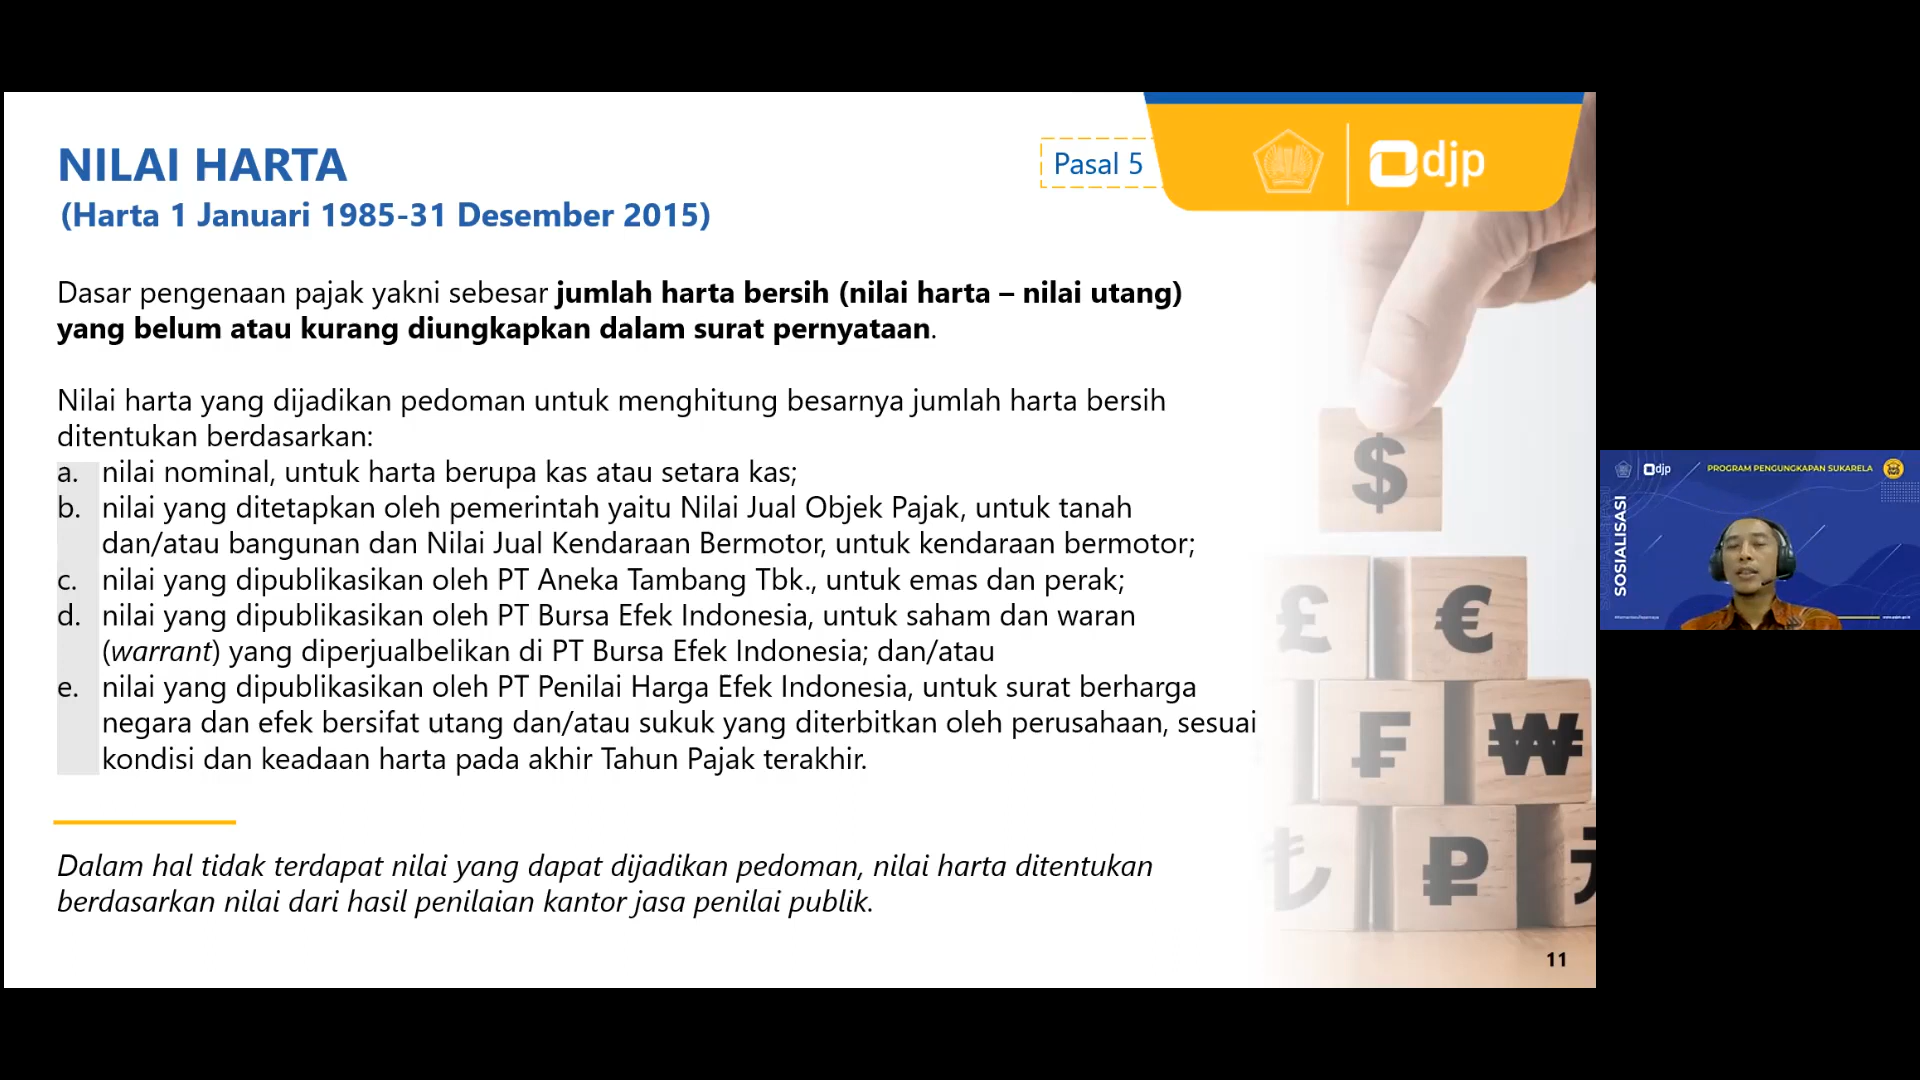 NILAI HARTA
(Harta 1 Januari 1985-31 Desember 2015)
Pasal 5
djp
Dasar pengenaan pajak yakni sebesar jumlah harta bersih (nilai harta – nilai utang)
yang belum atau kurang diungkapkan dalam surat pernyataan.
Nilai harta yang dijadikan pedoman untuk menghitung besarnya jumlah harta bersih
ditentukan berdasarkan:
a. nilai nominal, untuk harta berupa kas atau setara kas;
b. nilai yang ditetapkan oleh pemerintah yaitu Nilai Jual Objek Pajak, untuk tanah
dan/atau bangunan dan Nilai Jual Kendaraan Bermotor, untuk kendaraan bermotor;
c. nilai yang dipublikasikan oleh PT Aneka Tambang Tbk., untuk emas dan perak;
d. nilai yang dipublikasikan oleh PT Bursa Efek Indonesia, untuk saham dan waran
(warrant) yang diperjualbelikan di PT Bursa Efek Indonesia; dan/atau
e. nilai yang dipublikasikan oleh PT Penilai Harga Efek Indonesia, untuk surat berharga
negara dan efek bersifat utang dan/atau sukuk yang diterbitkan oleh perusahaan, sesuai
kondisi dan keadaan harta pada akhir Tahun Pajak terakhir.
Dalam hal tidak terdapat nilai yang dapat dijadikan pedoman, nilai harta ditentukan
berdasarkan nilai dari hasil penilaian kantor jasa penilai publik.
$
£ €
₣ ₩
₺ ₽
11
djp
PROGRAM PENGUNGKAPAN SUKARELA
SOSIALISASI